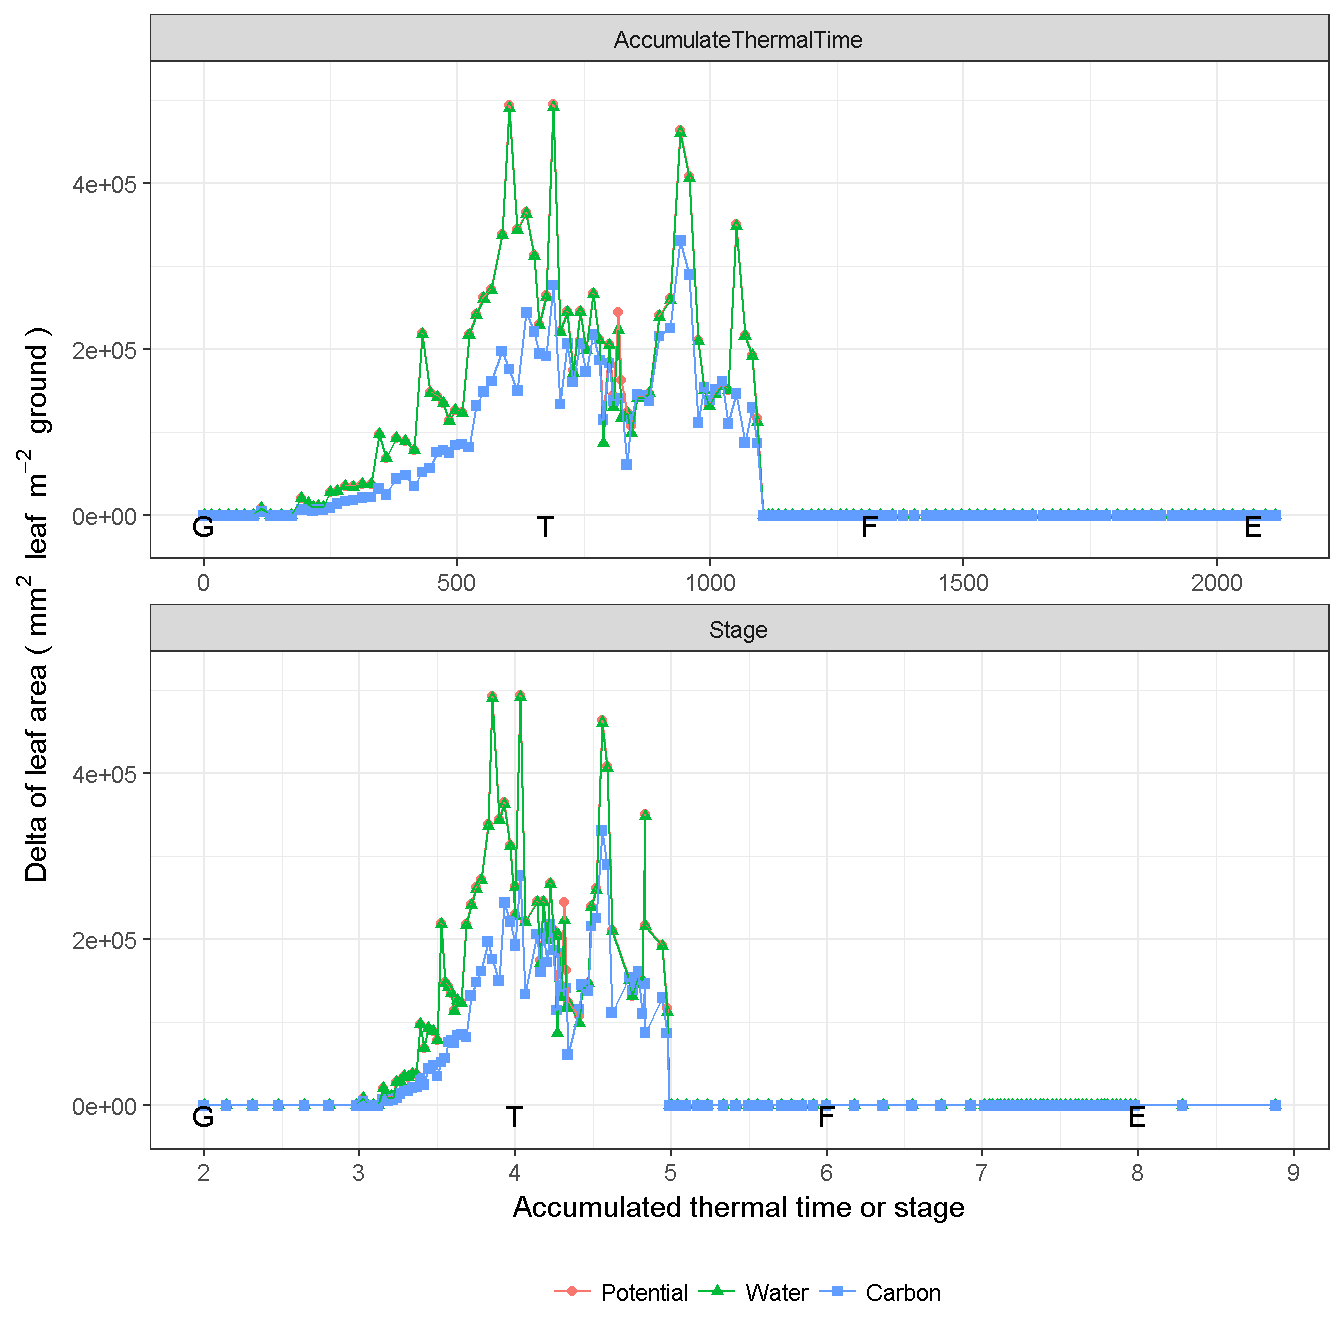 AccumulateThermalTime
4e+05
2e+05
0e+00
G T F E
0 500 1000 1500 2000
Delta of leaf area ( mm² leaf m⁻² ground )
Stage
4e+05
2e+05
0e+00
G T F E
2 3 4 5 6 7 8 9
Accumulated thermal time or stage
Potential Water Carbon